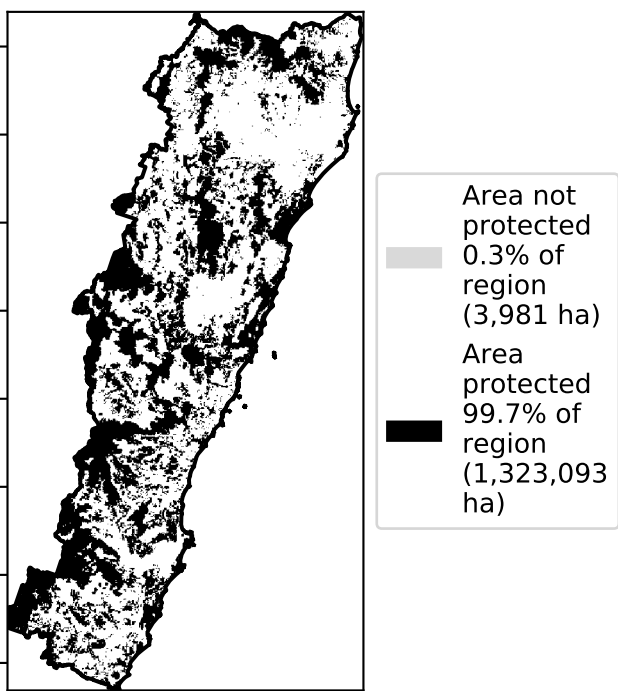 Area not
protected
0.3% of
region
(3,981 ha)
Area
protected
99.7% of
region
(1,323,093
ha)